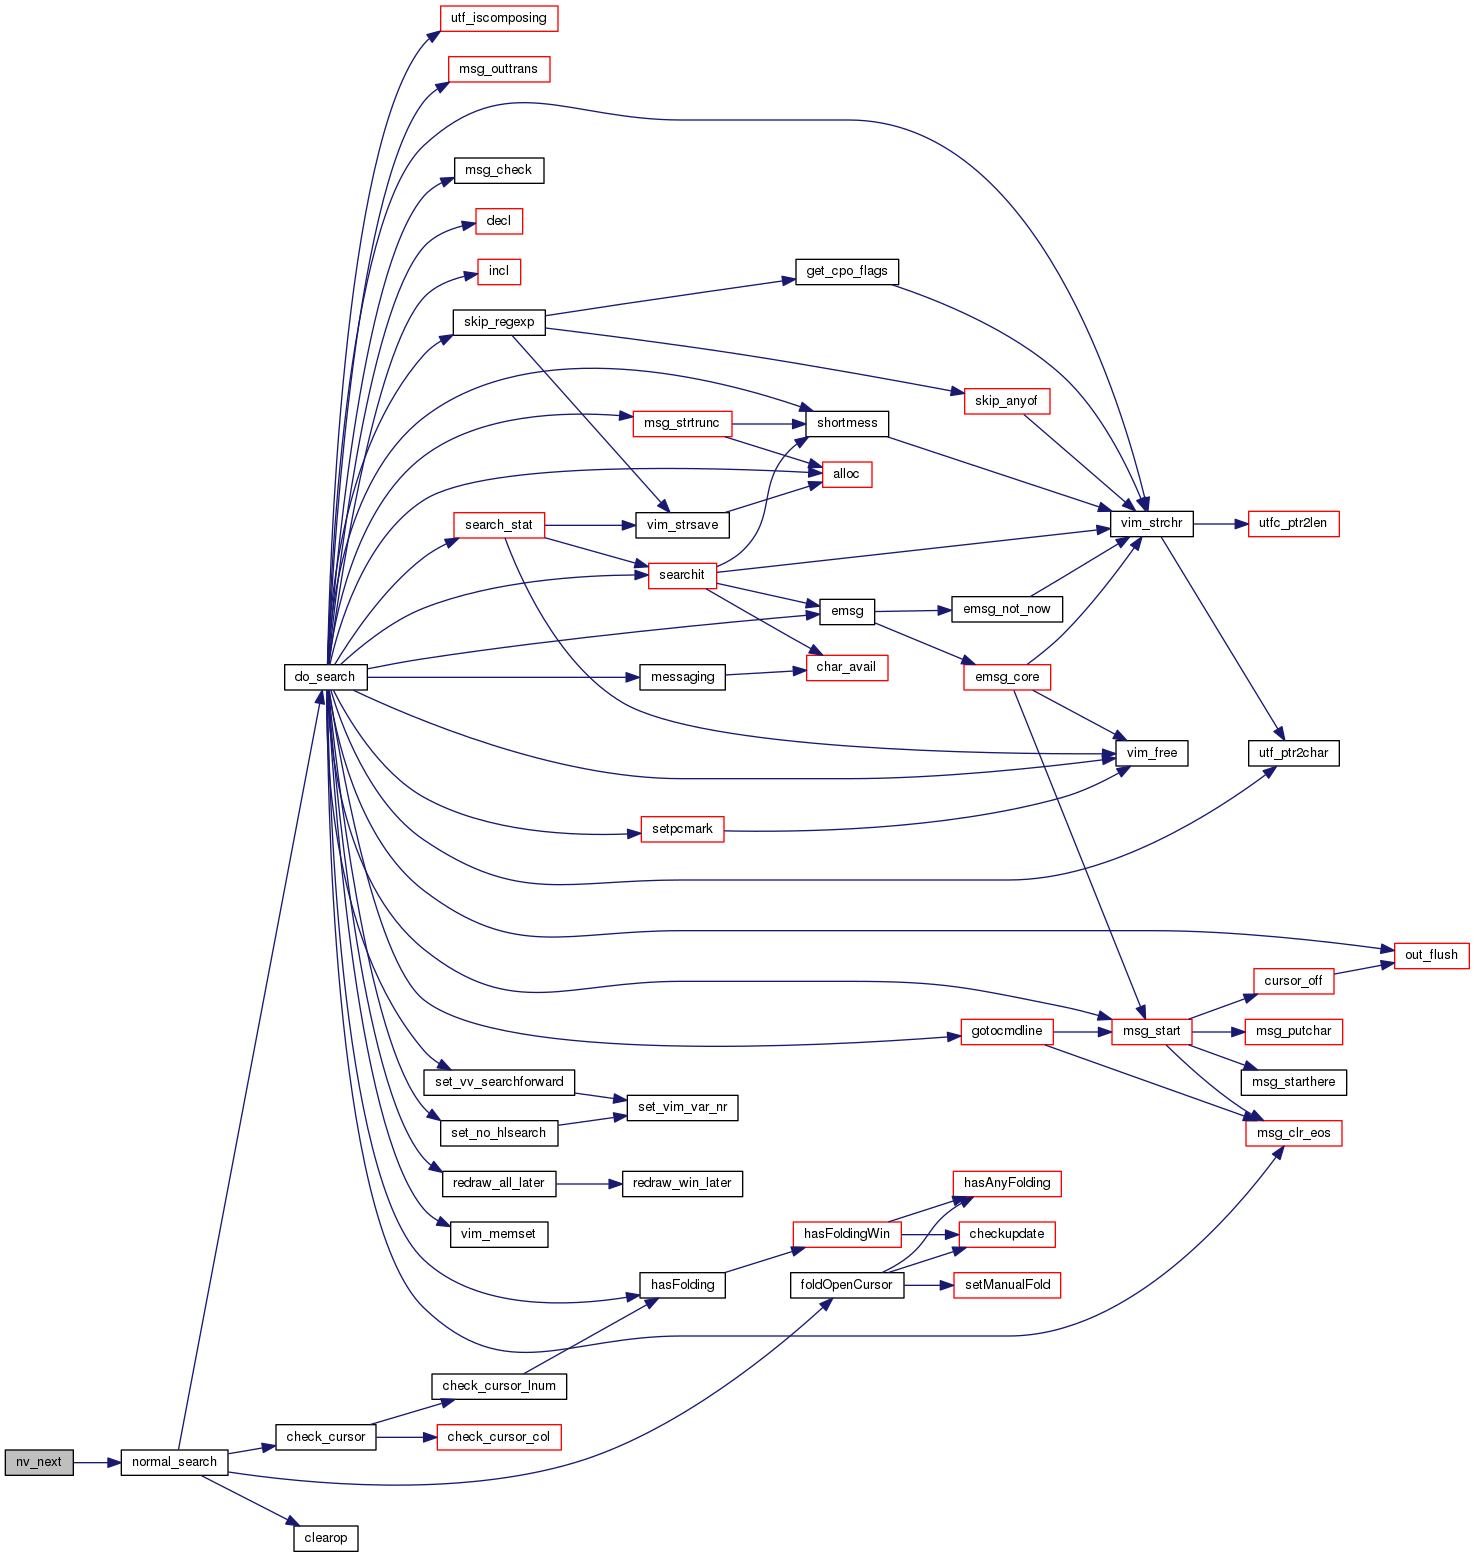 utf_iscomposing
msg_outtrans
msg_check
decl
incl
get_cpo_flags
skip_regexp
skip_anyof
msg_strtrunc
shortmess
alloc
search_stat
vim_strsave
vim_strchr
utfc_ptr2len
searchit
emsg
emsg_not_now
do_search
messaging
char_avail
emsg_core
vim_free
utf_ptr2char
setpcmark
out_flush
cursor_off
gotocmdline
msg_start
msg_putchar
set_vv_searchforward
msg_starthere
set_vim_var_nr
set_no_hlsearch
msg_clr_eos
redraw_all_later
redraw_win_later
hasAnyFolding
vim_memset
hasFoldingWin
checkupdate
hasFolding
foldOpenCursor
setManualFold
check_cursor_lnum
check_cursor
check_cursor_col
nv_next
normal_search
clearop